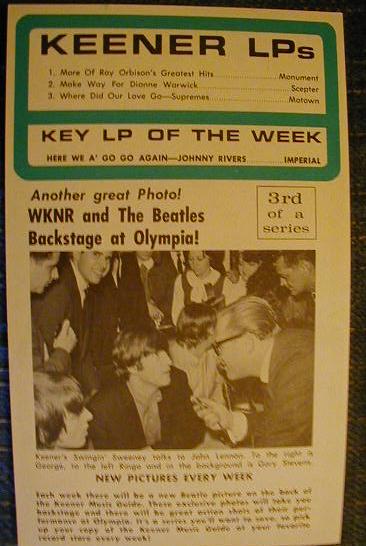 KEENER LPs
1. More Of Roy Orbison's Greatest Hits ........ Monument
2. Make Way For Dionne Warwick ........ Scepter
3. Where Did Our Love Go—Supremes ........ Motown
KEY LP OF THE WEEK
HERE WE A' GO GO AGAIN—JOHNNY RIVERS ........ IMPERIAL
Another great Photo!
WKNR and The Beatles
Backstage at Olympia!
3rd
of a
series
Keener's Swingin' Sweeney talks to John Lennon. To the right is
George, to the left Ringo and in the background is Gary Stevens.
NEW PICTURES EVERY WEEK
Each week there will be a new Beatle picture on the back of
the Keener Music Guide. These exclusive photos will take you
backstage and there will be great action shots of their per-
formance at Olympia. It's a series you'll want to save, so pick
up your copy of the Keener Music Guide at your favorite
record store every week!